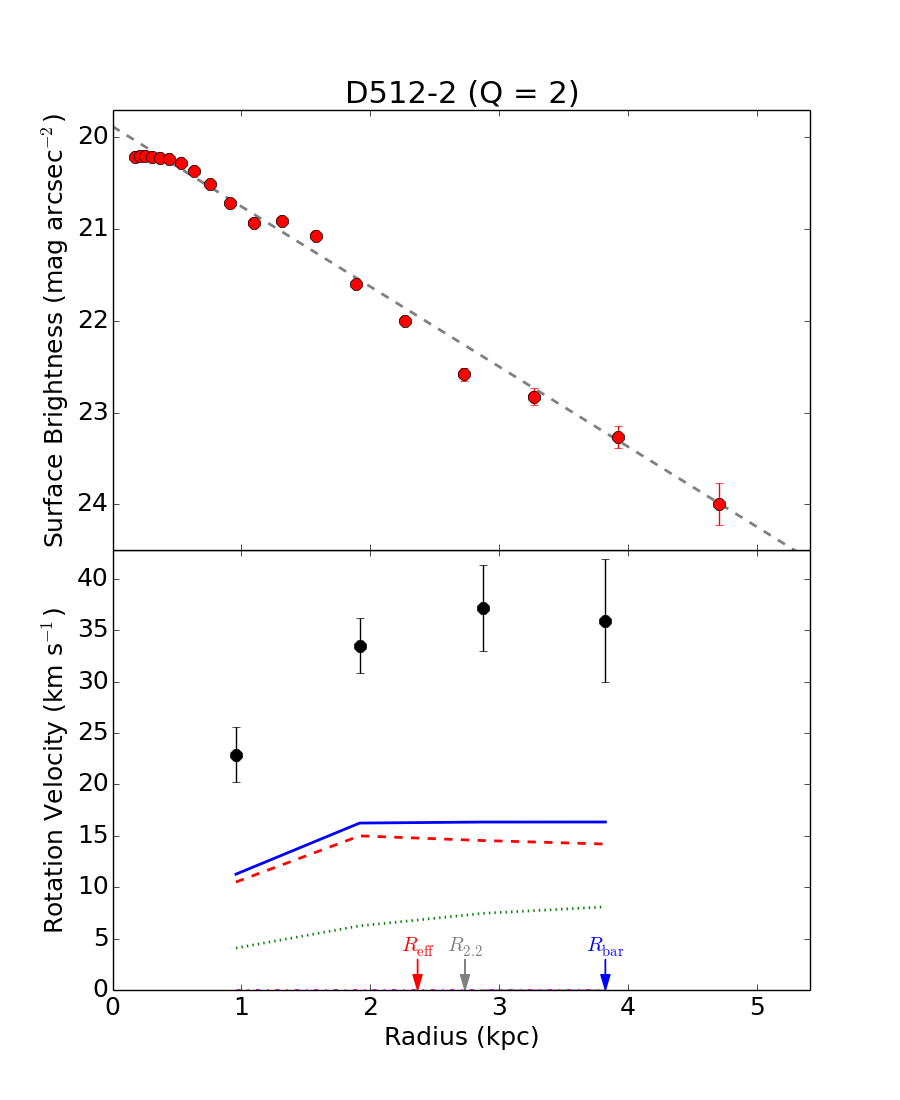 D512-2 (Q = 2)
Surface Brightness (mag arcsec⁻²)
20
21
22
23
24
Rotation Velocity (km s⁻¹)
40
35
30
25
20
15
10
5
0
R_eff R_2.2 R_bar
0 1 2 3 4 5
Radius (kpc)